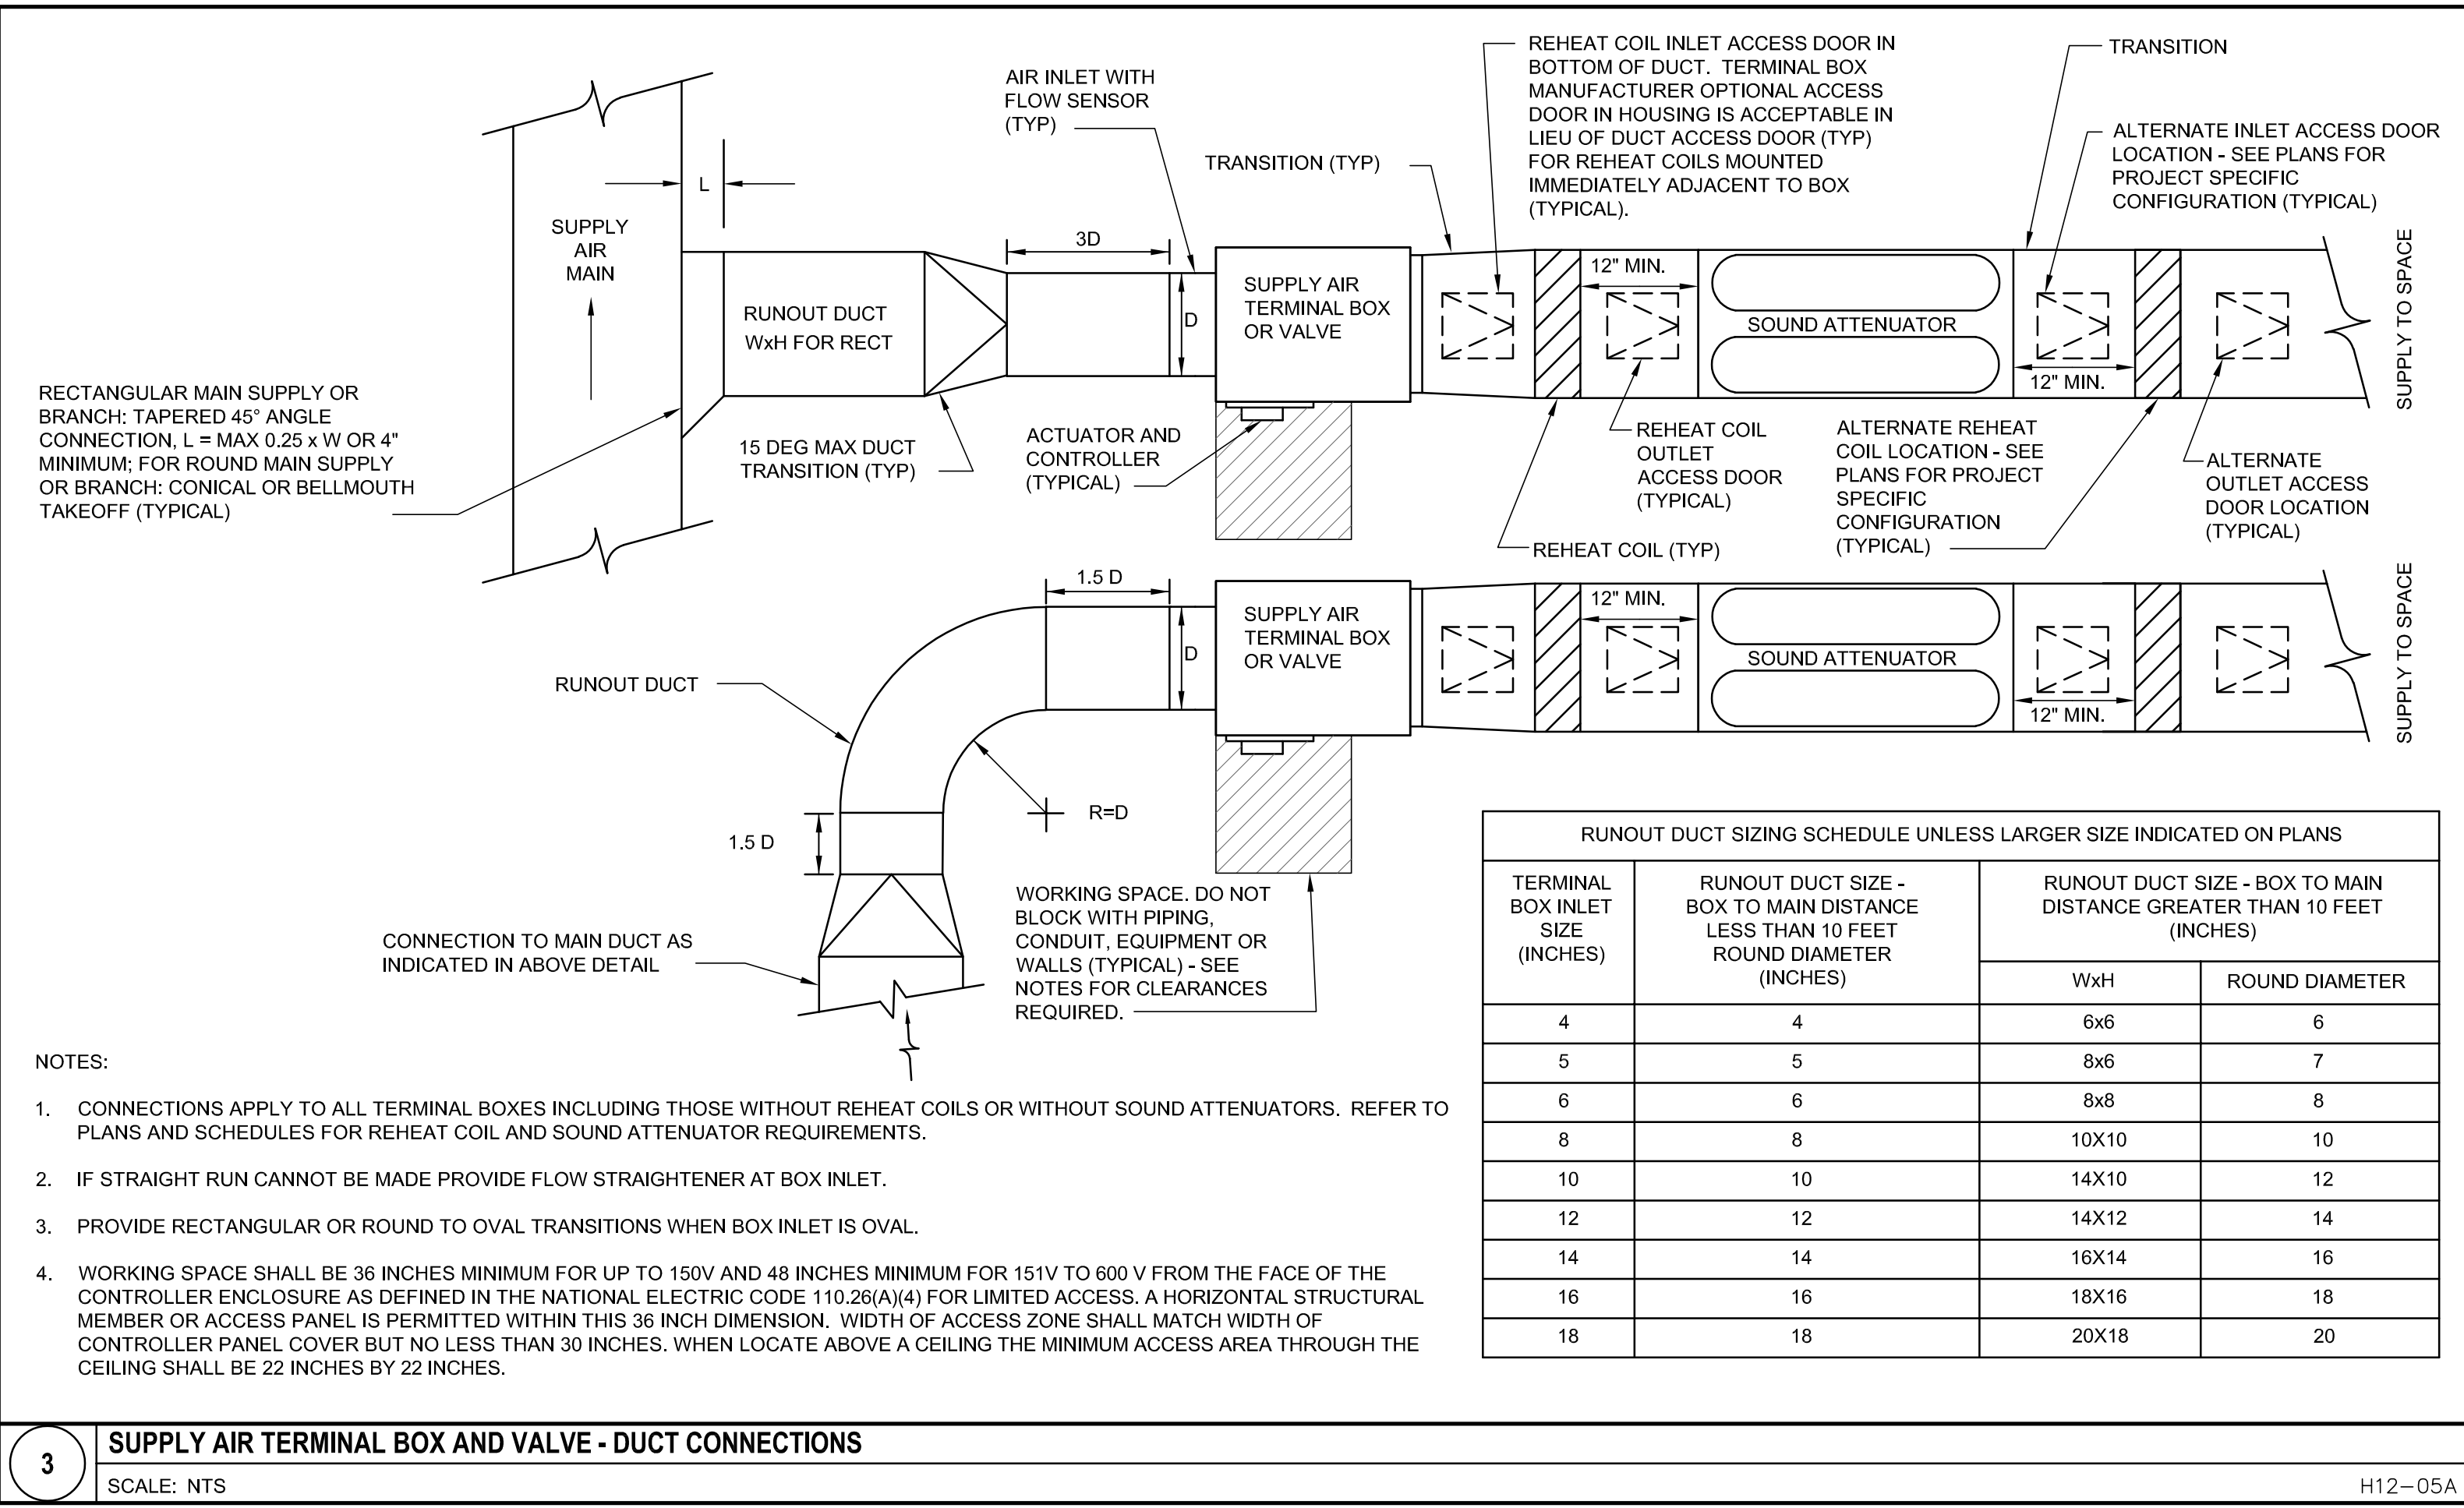 REHEAT COIL INLET ACCESS DOOR IN
BOTTOM OF DUCT. TERMINAL BOX
MANUFACTURER OPTIONAL ACCESS
DOOR IN HOUSING IS ACCEPTABLE IN
LIEU OF DUCT ACCESS DOOR (TYP)
FOR REHEAT COILS MOUNTED
IMMEDIATELY ADJACENT TO BOX
(TYPICAL).
TRANSITION
AIR INLET WITH
FLOW SENSOR
(TYP)
TRANSITION (TYP)
ALTERNATE INLET ACCESS DOOR
LOCATION - SEE PLANS FOR
PROJECT SPECIFIC
CONFIGURATION (TYPICAL)
L
SUPPLY
AIR
MAIN
3D
RUNOUT DUCT
WxH FOR RECT
D
SUPPLY AIR
TERMINAL BOX
OR VALVE
12" MIN.
SOUND ATTENUATOR
12" MIN.
SUPPLY TO SPACE
RECTANGULAR MAIN SUPPLY OR
BRANCH: TAPERED 45° ANGLE
CONNECTION, L = MAX 0.25 x W OR 4"
MINIMUM; FOR ROUND MAIN SUPPLY
OR BRANCH: CONICAL OR BELLMOUTH
TAKEOFF (TYPICAL)
15 DEG MAX DUCT
TRANSITION (TYP)
ACTUATOR AND
CONTROLLER
(TYPICAL)
REHEAT COIL
OUTLET
ACCESS DOOR
(TYPICAL)
ALTERNATE REHEAT
COIL LOCATION - SEE
PLANS FOR PROJECT
SPECIFIC
CONFIGURATION
(TYPICAL)
ALTERNATE
OUTLET ACCESS
DOOR LOCATION
(TYPICAL)
REHEAT COIL (TYP)
1.5 D
D
SUPPLY AIR
TERMINAL BOX
OR VALVE
12" MIN.
SOUND ATTENUATOR
12" MIN.
SUPPLY TO SPACE
RUNOUT DUCT
R=D
1.5 D
CONNECTION TO MAIN DUCT AS
INDICATED IN ABOVE DETAIL
WORKING SPACE. DO NOT
BLOCK WITH PIPING,
CONDUIT, EQUIPMENT OR
WALLS (TYPICAL) - SEE
NOTES FOR CLEARANCES
REQUIRED.
RUNOUT DUCT SIZING SCHEDULE UNLESS LARGER SIZE INDICATED ON PLANS
TERMINAL
BOX INLET
SIZE
(INCHES)
RUNOUT DUCT SIZE -
BOX TO MAIN DISTANCE
LESS THAN 10 FEET
ROUND DIAMETER
(INCHES)
RUNOUT DUCT SIZE - BOX TO MAIN
DISTANCE GREATER THAN 10 FEET
(INCHES)
WxH ROUND DIAMETER
4 4 6x6 6
5 5 8x6 7
6 6 8x8 8
8 8 10X10 10
10 10 14X10 12
12 12 14X12 14
14 14 16X14 16
16 16 18X16 18
18 18 20X18 20
NOTES:
1. CONNECTIONS APPLY TO ALL TERMINAL BOXES INCLUDING THOSE WITHOUT REHEAT COILS OR WITHOUT SOUND ATTENUATORS. REFER TO
PLANS AND SCHEDULES FOR REHEAT COIL AND SOUND ATTENUATOR REQUIREMENTS.
2. IF STRAIGHT RUN CANNOT BE MADE PROVIDE FLOW STRAIGHTENER AT BOX INLET.
3. PROVIDE RECTANGULAR OR ROUND TO OVAL TRANSITIONS WHEN BOX INLET IS OVAL.
4. WORKING SPACE SHALL BE 36 INCHES MINIMUM FOR UP TO 150V AND 48 INCHES MINIMUM FOR 151V TO 600 V FROM THE FACE OF THE
CONTROLLER ENCLOSURE AS DEFINED IN THE NATIONAL ELECTRIC CODE 110.26(A)(4) FOR LIMITED ACCESS. A HORIZONTAL STRUCTURAL
MEMBER OR ACCESS PANEL IS PERMITTED WITHIN THIS 36 INCH DIMENSION. WIDTH OF ACCESS ZONE SHALL MATCH WIDTH OF
CONTROLLER PANEL COVER BUT NO LESS THAN 30 INCHES. WHEN LOCATE ABOVE A CEILING THE MINIMUM ACCESS AREA THROUGH THE
CEILING SHALL BE 22 INCHES BY 22 INCHES.
3
SUPPLY AIR TERMINAL BOX AND VALVE - DUCT CONNECTIONS
SCALE: NTS
H12-05A